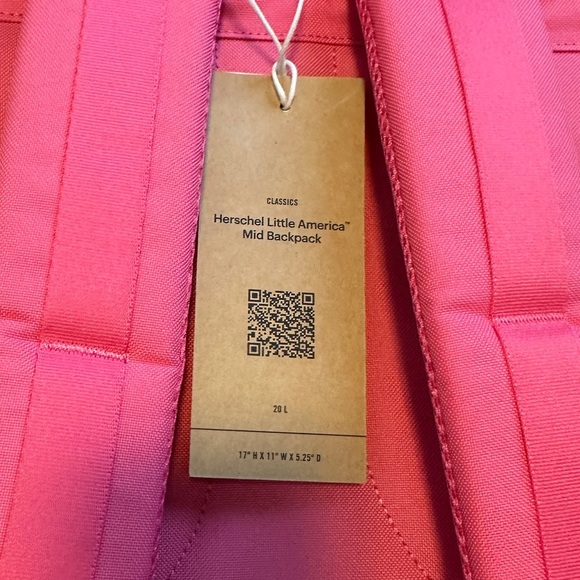 CLASSICS
Herschel Little America™
Mid Backpack
20 L
17" H X 11" W X 5.25" D